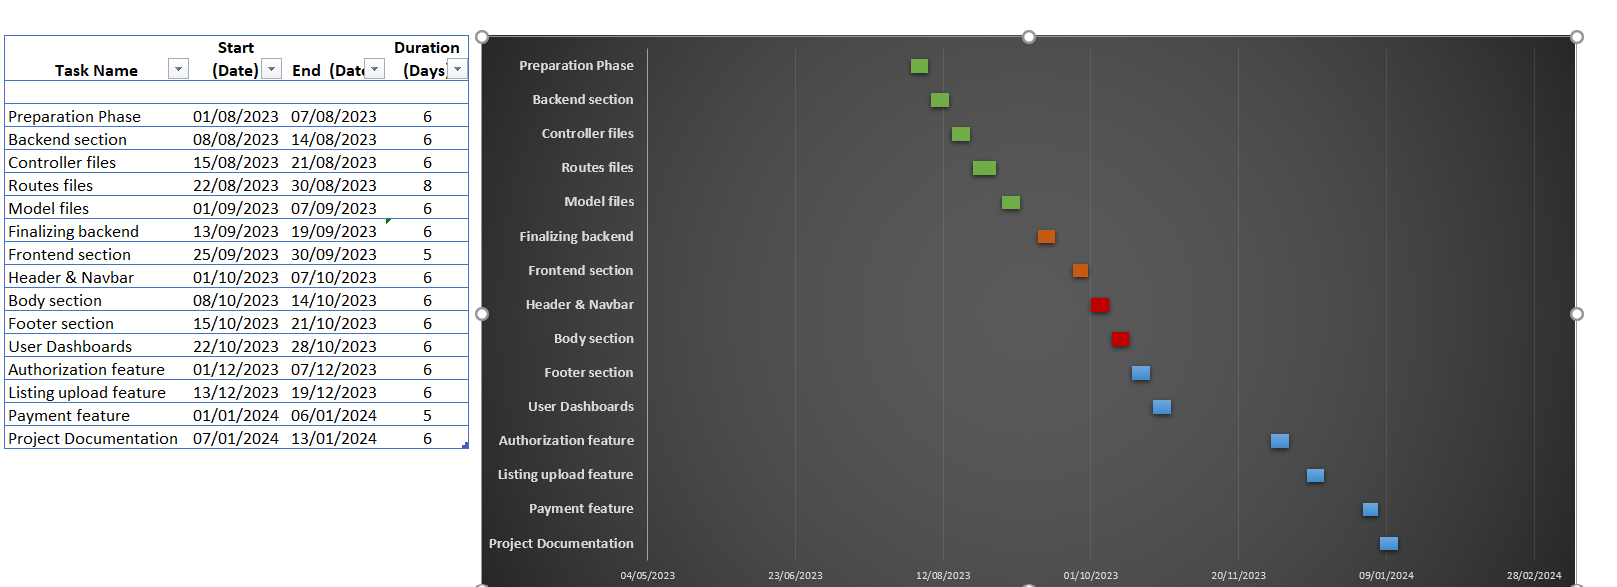 Start Duration
Task Name (Date) End (Date (Days)
Preparation Phase 01/08/2023 07/08/2023 6
Backend section 08/08/2023 14/08/2023 6
Controller files 15/08/2023 21/08/2023 6
Routes files 22/08/2023 30/08/2023 8
Model files 01/09/2023 07/09/2023 6
Finalizing backend 13/09/2023 19/09/2023 6
Frontend section 25/09/2023 30/09/2023 5
Header & Navbar 01/10/2023 07/10/2023 6
Body section 08/10/2023 14/10/2023 6
Footer section 15/10/2023 21/10/2023 6
User Dashboards 22/10/2023 28/10/2023 6
Authorization feature 01/12/2023 07/12/2023 6
Listing upload feature 13/12/2023 19/12/2023 6
Payment feature 01/01/2024 06/01/2024 5
Project Documentation 07/01/2024 13/01/2024 6
Preparation Phase
Backend section
Controller files
Routes files
Model files
Finalizing backend
Frontend section
Header & Navbar
Body section
Footer section
User Dashboards
Authorization feature
Listing upload feature
Payment feature
Project Documentation
04/05/2023 23/06/2023 12/08/2023 01/10/2023 20/11/2023 09/01/2024 28/02/2024